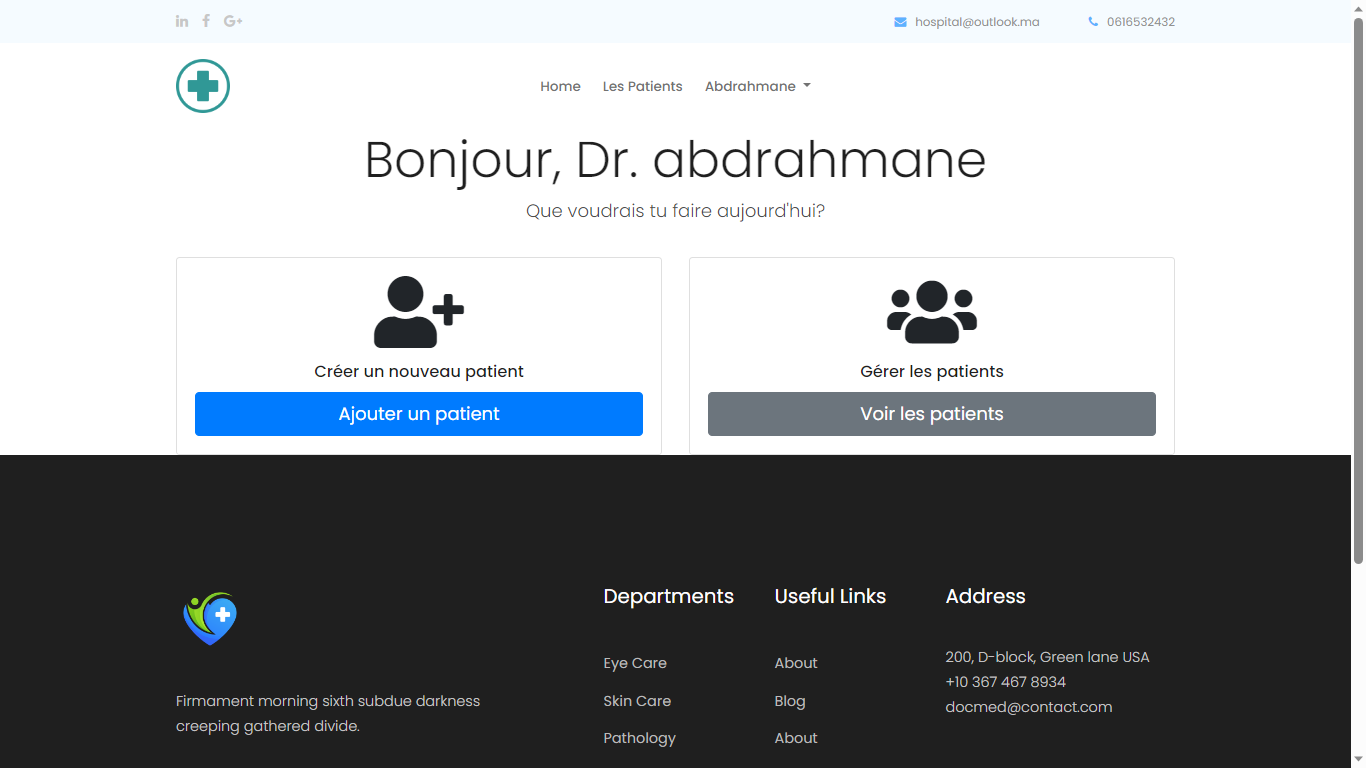 hospital@outlook.ma 0616532432
Home Les Patients Abdrahmane
Bonjour, Dr. abdrahmane
Que voudrais tu faire aujourd'hui?
Créer un nouveau patient
Ajouter un patient
Gérer les patients
Voir les patients
Firmament morning sixth subdue darkness
creeping gathered divide.
Departments
Eye Care
Skin Care
Pathology
Useful Links
About
Blog
About
Address
200, D-block, Green lane USA
+10 367 467 8934
docmed@contact.com